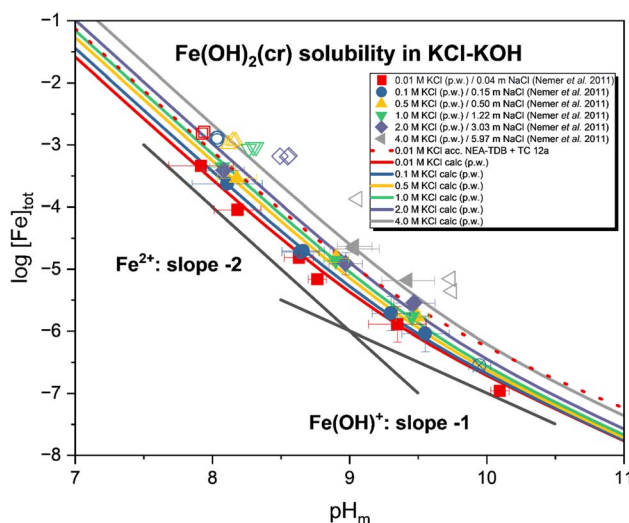 Fe(OH)₂(cr) solubility in KCl-KOH
0.01 M KCl (p.w.) / 0.04 m NaCl (Nemer et al. 2011)
0.1 M KCl (p.w.) / 0.15 m NaCl (Nemer et al. 2011)
0.5 M KCl (p.w.) / 0.50 m NaCl (Nemer et al. 2011)
1.0 M KCl (p.w.) / 1.22 m NaCl (Nemer et al. 2011)
2.0 M KCl (p.w.) / 3.03 m NaCl (Nemer et al. 2011)
4.0 M KCl (p.w.) / 5.97 m NaCl (Nemer et al. 2011)
0.01 M KCl acc. NEA-TDB + TC 12a
0.01 M KCl calc (p.w.)
0.1 M KCl calc (p.w.)
0.5 M KCl calc (p.w.)
1.0 M KCl calc (p.w.)
2.0 M KCl calc (p.w.)
4.0 M KCl calc (p.w.)
log [Fe]tot
−1
−2
−3
−4
−5
−6
−7
−8
Fe²⁺: slope -2
Fe(OH)⁺: slope -1
7 8 9 10 11
pHₘ